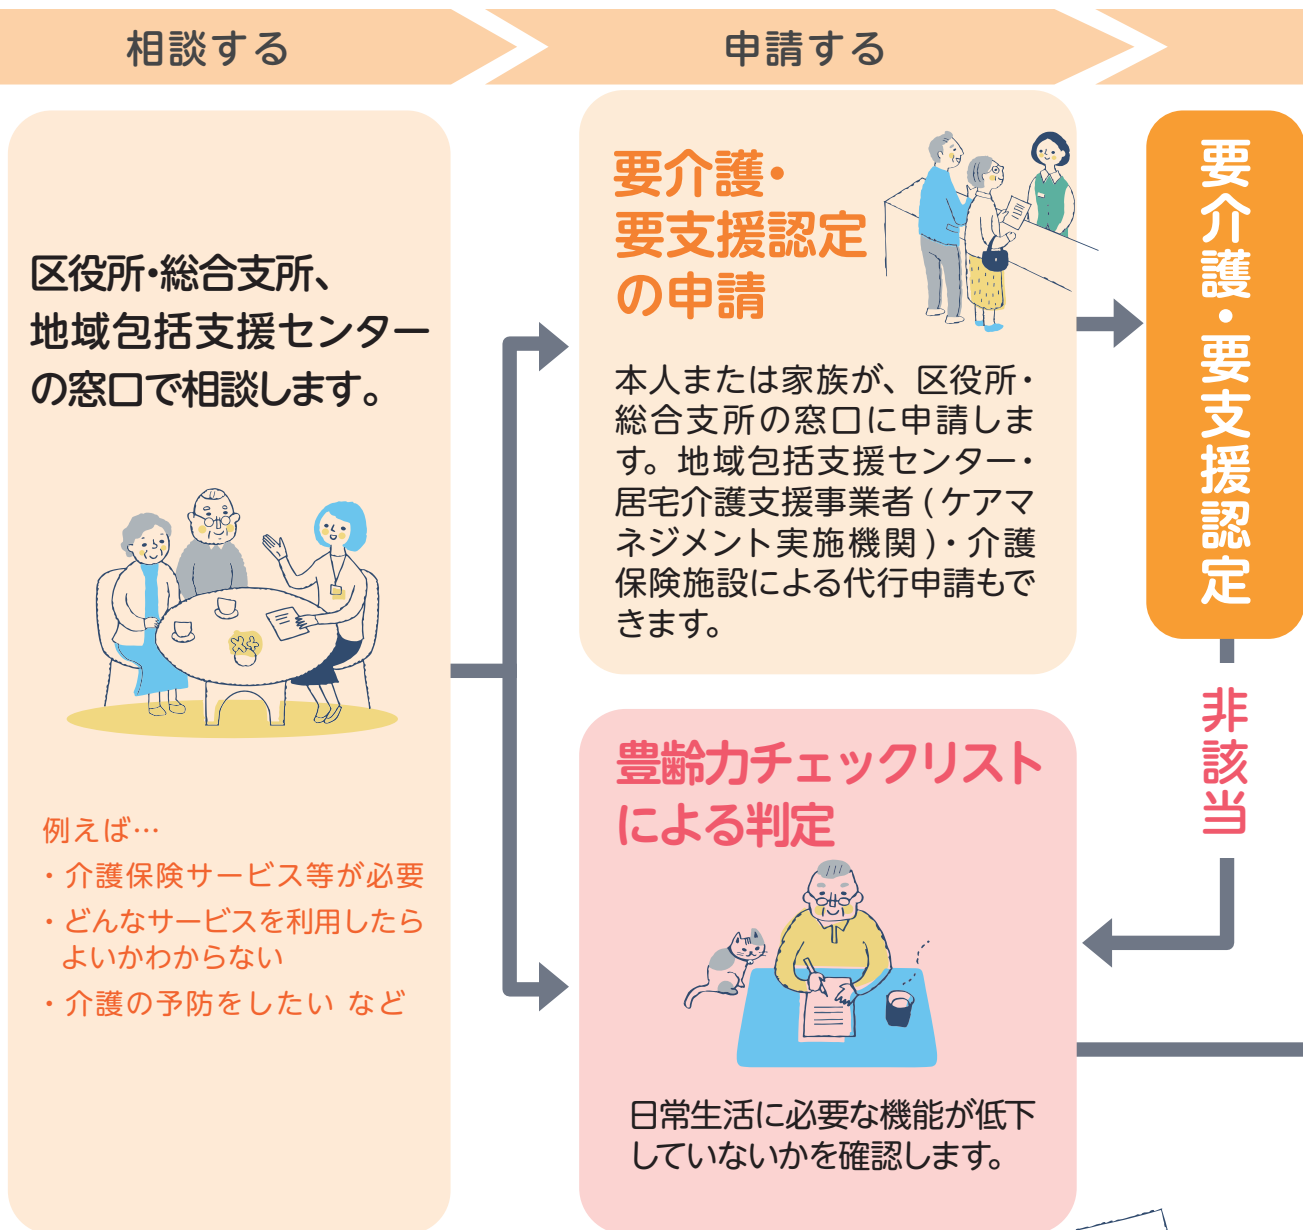 相談する
申請する
区役所・総合支所、
地域包括支援センター
の窓口で相談します。
例えば…
・介護保険サービス等が必要
・どんなサービスを利用したら
よいかわからない
・介護の予防をしたい など
要介護・
要支援認定
の申請
本人または家族が、区役所・
総合支所の窓口に申請しま
す。地域包括支援センター・
居宅介護支援事業者(ケアマ
ネジメント実施機関)・介護
保険施設による代行申請もで
きます。
豊齢力チェックリスト
による判定
日常生活に必要な機能が低下
していないかを確認します。
要介護・要支援認定
非該当